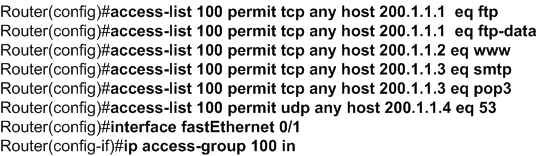 Router(config)#access-list 100 permit tcp any host 200.1.1.1  eq ftp
Router(config)#access-list 100 permit tcp any host 200.1.1.1  eq ftp-data
Router(config)#access-list 100 permit tcp any host 200.1.1.2 eq www
Router(config)#access-list 100 permit tcp any host 200.1.1.3 eq smtp
Router(config)#access-list 100 permit tcp any host 200.1.1.3 eq pop3
Router(config)#access-list 100 permit udp any host 200.1.1.4 eq 53
Router(config)#interface fastEthernet 0/1
Router(config-if)#ip access-group 100 in